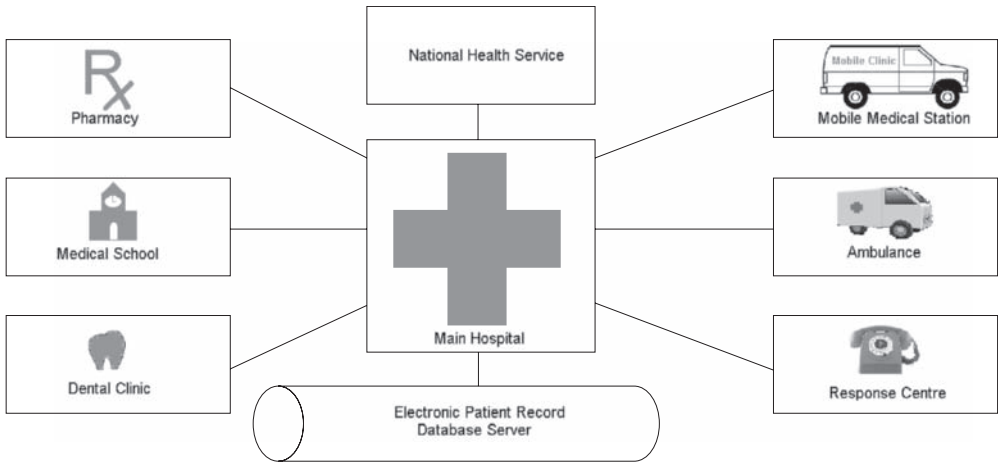 National Health Service
Rx
Pharmacy
Mobile Clinic
Mobile Medical Station
Medical School
Ambulance
Main Hospital
Dental Clinic
Response Centre
Electronic Patient Record
Database Server